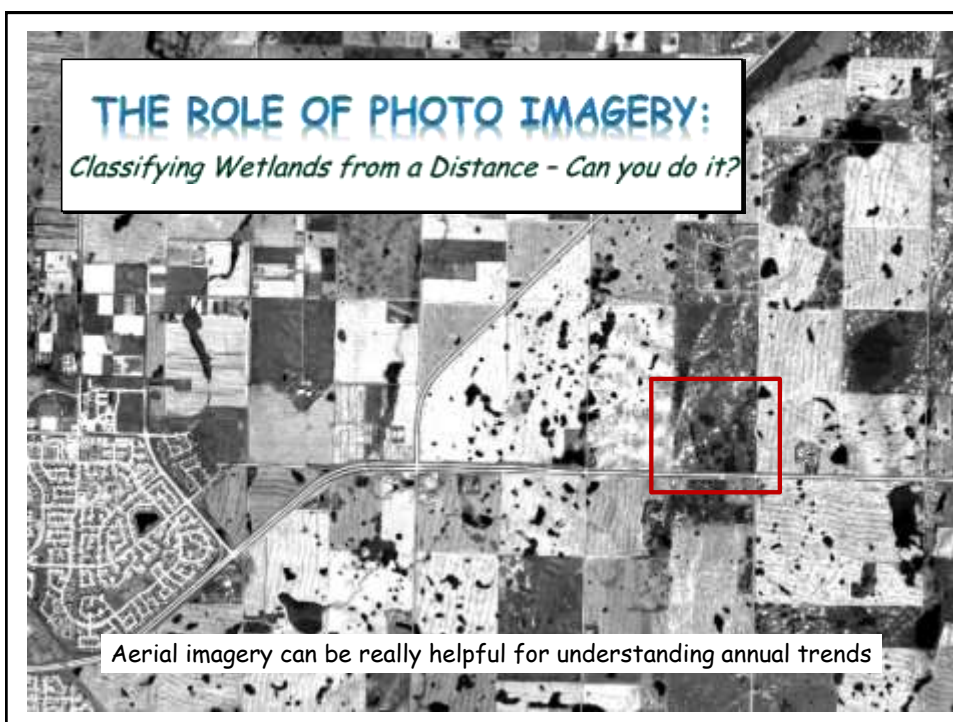 THE ROLE OF PHOTO IMAGERY:
Classifying Wetlands from a Distance – Can you do it?
Aerial imagery can be really helpful for understanding annual trends